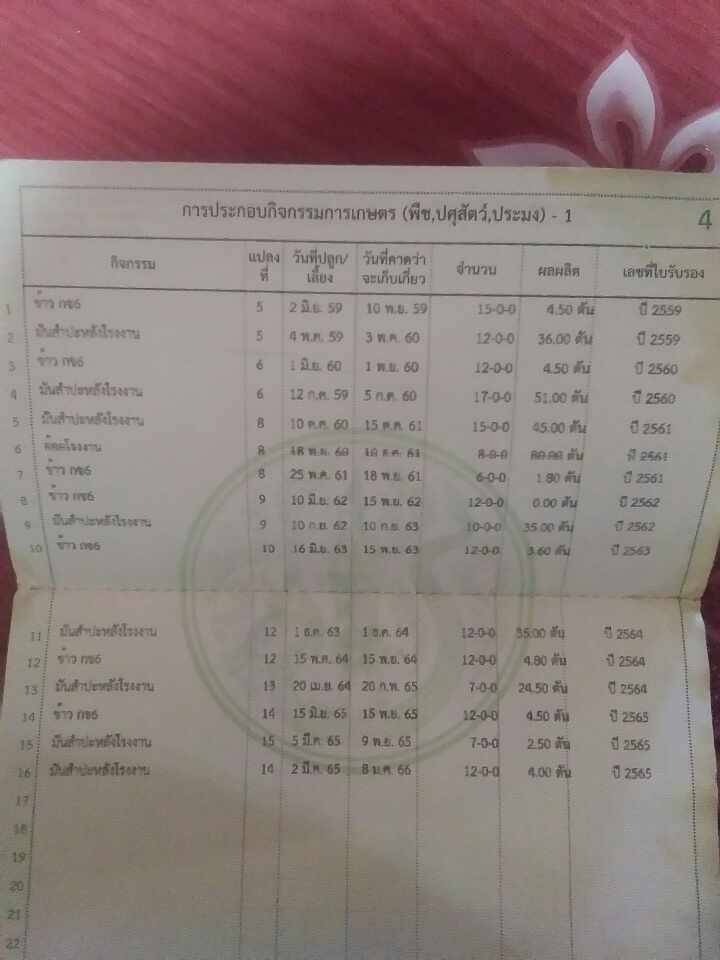 การประกอบกิจกรรมการเกษตร (พืช,ปศุสัตว์,ประมง) - 1 4
กิจกรรม แปลงที่ วันที่ปลูก/เลี้ยง วันที่คาดว่าจะเก็บเกี่ยว จำนวน ผลผลิต เลขที่ใบรับรอง
1 ข้าว กข6 5 2 มิ.ย. 59 10 พ.ย. 59 15-0-0 4.50 ตัน ปี 2559
2 มันสำปะหลังโรงงาน 5 4 พ.ค. 59 3 พ.ค. 60 12-0-0 36.00 ตัน ปี 2559
3 ข้าว กข6 6 1 มิ.ย. 60 1 พ.ย. 60 12-0-0 4.50 ตัน ปี 2560
4 มันสำปะหลังโรงงาน 6 12 ก.ค. 59 5 ก.ค. 60 17-0-0 51.00 ตัน ปี 2560
5 มันสำปะหลังโรงงาน 8 10 ต.ค. 60 15 ต.ค. 61 15-0-0 45.00 ตัน ปี 2561
6 8 8-0-0 ตัน ปี 2561
7 ข้าว กข6 8 25 พ.ค. 61 18 พ.ย. 61 6-0-0 1.80 ตัน ปี 2561
8 ข้าว กข6 9 10 มิ.ย. 62 15 พ.ย. 62 12-0-0 0.00 ตัน ปี 2562
9 มันสำปะหลังโรงงาน 9 10 ก.ย. 62 10 ก.ย. 63 10-0-0 35.00 ตัน ปี 2562
10 ข้าว กข6 10 16 มิ.ย. 63 15 พ.ย. 63 12-0-0 3.60 ตัน ปี 2563
11 มันสำปะหลังโรงงาน 12 1 ธ.ค. 63 1 ธ.ค. 64 12-0-0 35.00 ตัน ปี 2564
12 ข้าว กข6 12 15 พ.ค. 64 15 พ.ย. 64 12-0-0 4.80 ตัน ปี 2564
13 มันสำปะหลังโรงงาน 13 20 เม.ย. 64 20 ก.พ. 65 7-0-0 24.50 ตัน ปี 2564
14 ข้าว กข6 14 15 มิ.ย. 65 15 พ.ย. 65 12-0-0 4.50 ตัน ปี 2565
15 มันสำปะหลังโรงงาน 15 5 มี.ค. 65 9 พ.ย. 65 7-0-0 2.50 ตัน ปี 2565
16 มันสำปะหลังโรงงาน 14 2 มี.ค. 65 8 ม.ค. 66 12-0-0 4.00 ตัน ปี 2565
17
18
19
20
21
22